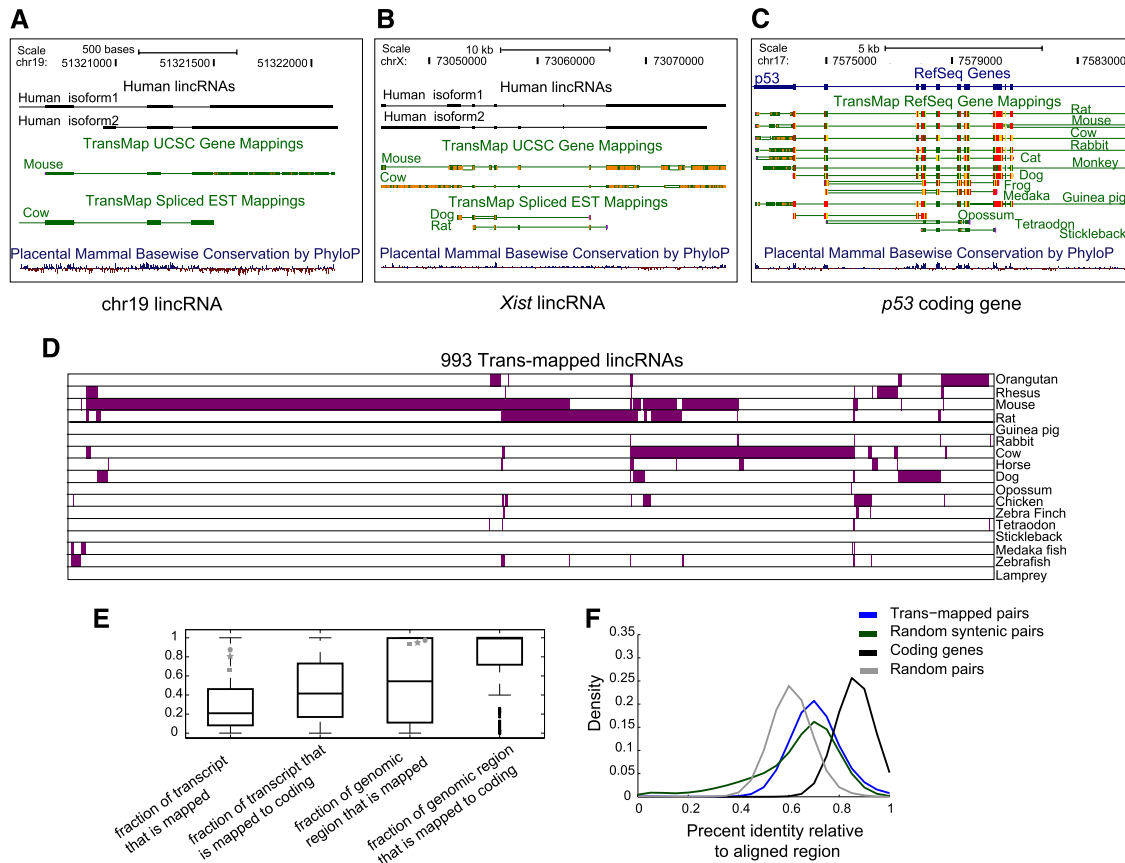 A
Scale
500 bases
chr19:
51321000
51321500
51322000
Human lincRNAs
Human isoform1
Human isoform2
TransMap UCSC Gene Mappings
Mouse
TransMap Spliced EST Mappings
Cow
Placental Mammal Basewise Conservation by PhyloP
chr19 lincRNA
B
Scale
10 kb
chrX:
73050000
73060000
73070000
Human lincRNAs
Human isoform1
Human isoform2
TransMap UCSC Gene Mappings
Mouse
Cow
TransMap Spliced EST Mappings
Dog
Rat
Placental Mammal Basewise Conservation by PhyloP
Xist lincRNA
C
Scale
5 kb
chr17:
7575000
7579000
7583000
p53
RefSeq Genes
TransMap RefSeq Gene Mappings
Rat
Mouse
Cow
Rabbit
Cat
Monkey
Dog
Frog
Medaka
Guinea pig
Opossum
Tetraodon
Stickleback
Placental Mammal Basewise Conservation by PhyloP
p53 coding gene
D
993 Trans-mapped lincRNAs
Orangutan
Rhesus
Mouse
Rat
Guinea pig
Rabbit
Cow
Horse
Dog
Opossum
Chicken
Zebra Finch
Tetraodon
Stickleback
Medaka fish
Zebrafish
Lamprey
E
1
0.8
0.6
0.4
0.2
0
fraction of transcript
that is mapped
fraction of transcript that
is mapped to coding
fraction of genomic
region that is mapped
fraction of genomic region
that is mapped to coding
F
Trans-mapped pairs
Random syntenic pairs
Coding genes
Random pairs
Density
0.35
0.3
0.25
0.2
0.15
0.1
0.05
0
0
0.2
0.4
0.6
0.8
1
Precent identity relative
to aligned region